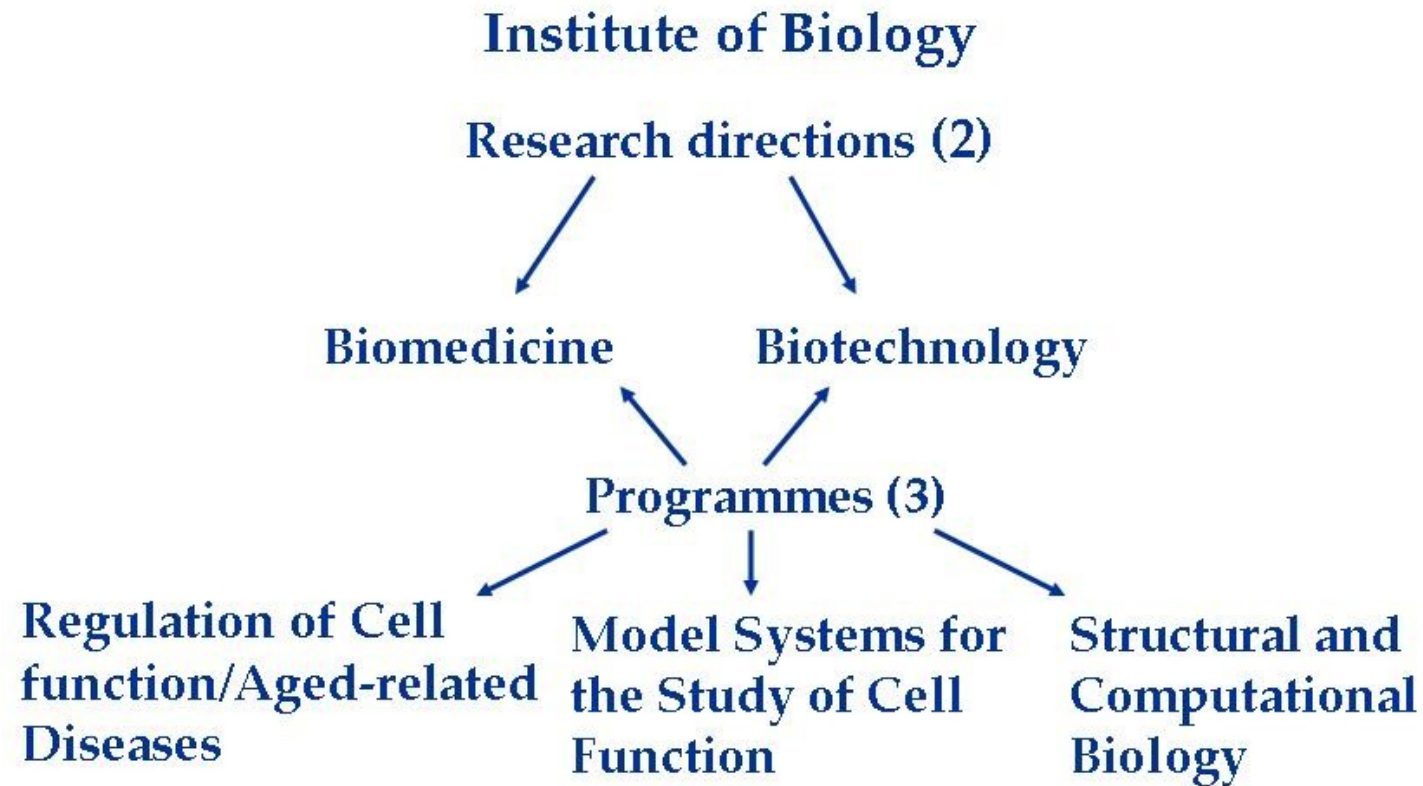 Institute of Biology
Research directions (2)
Biomedicine
Biotechnology
Programmes (3)
Regulation of Cell
function/Aged-related
Diseases
Model Systems for
the Study of Cell
Function
Structural and
Computational
Biology